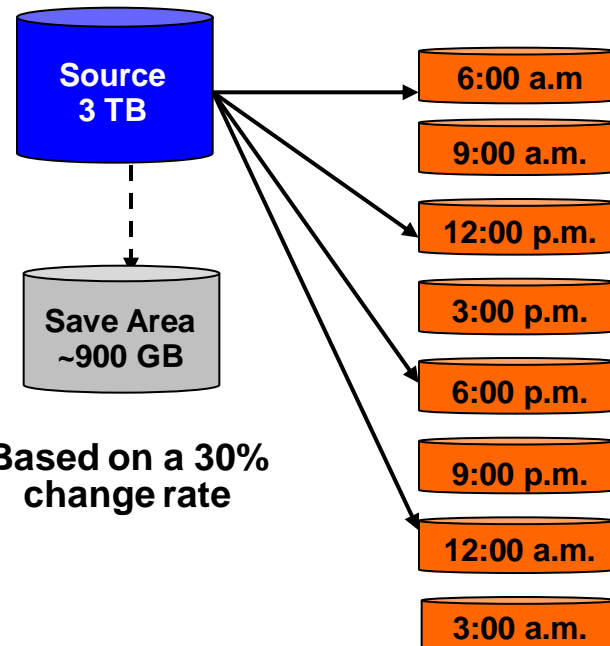 Source
3 TB
Save Area
~900 GB
Based on a 30%
change rate
6:00 a.m
9:00 a.m.
12:00 p.m.
3:00 p.m.
6:00 p.m.
9:00 p.m.
12:00 a.m.
3:00 a.m.